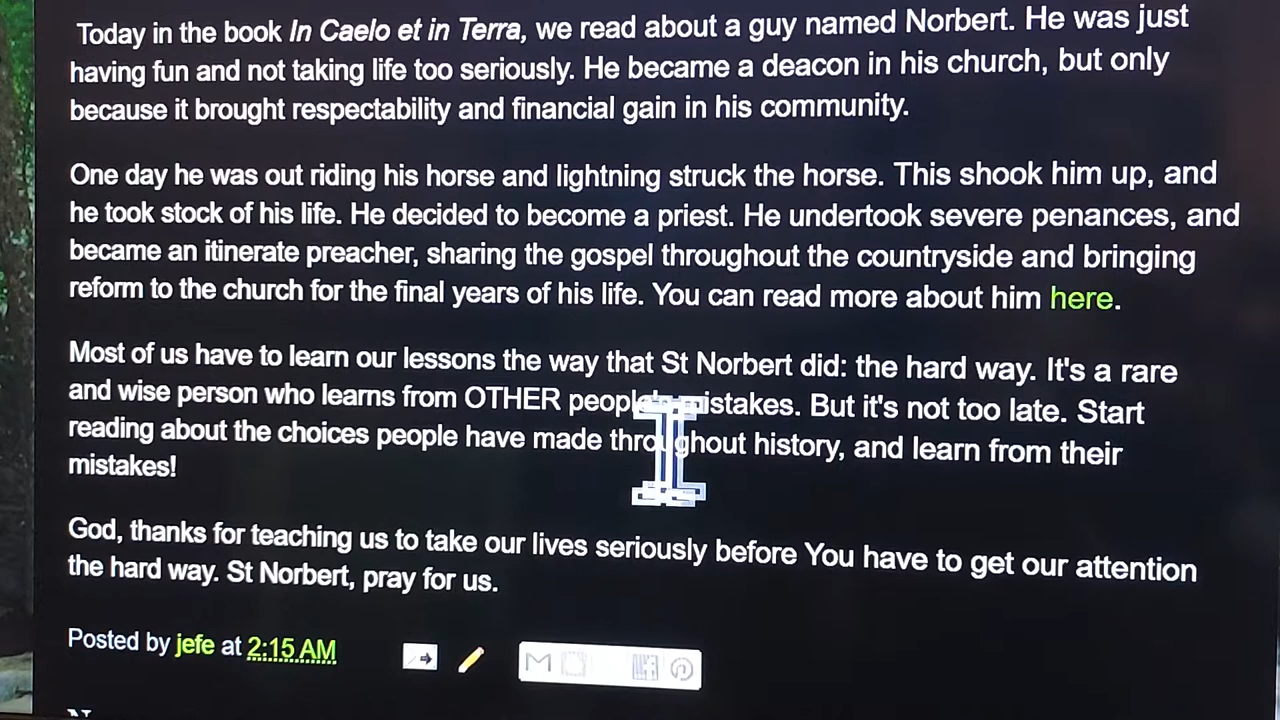 Today in the book In Caelo et in Terra, we read about a guy named Norbert. He was just
having fun and not taking life too seriously. He became a deacon in his church, but only
because it brought respectability and financial gain in his community.
One day he was out riding his horse and lightning struck the horse. This shook him up, and
he took stock of his life. He decided to become a priest. He undertook severe penances, and
became an itinerate preacher, sharing the gospel throughout the countryside and bringing
reform to the church for the final years of his life. You can read more about him here.
Most of us have to learn our lessons the way that St Norbert did: the hard way. It's a rare
and wise person who learns from OTHER people's mistakes. But it's not too late. Start
reading about the choices people have made throughout history, and learn from their
mistakes!
God, thanks for teaching us to take our lives seriously before You have to get our attention
the hard way. St Norbert, pray for us.
Posted by jefe at 2:15 AM